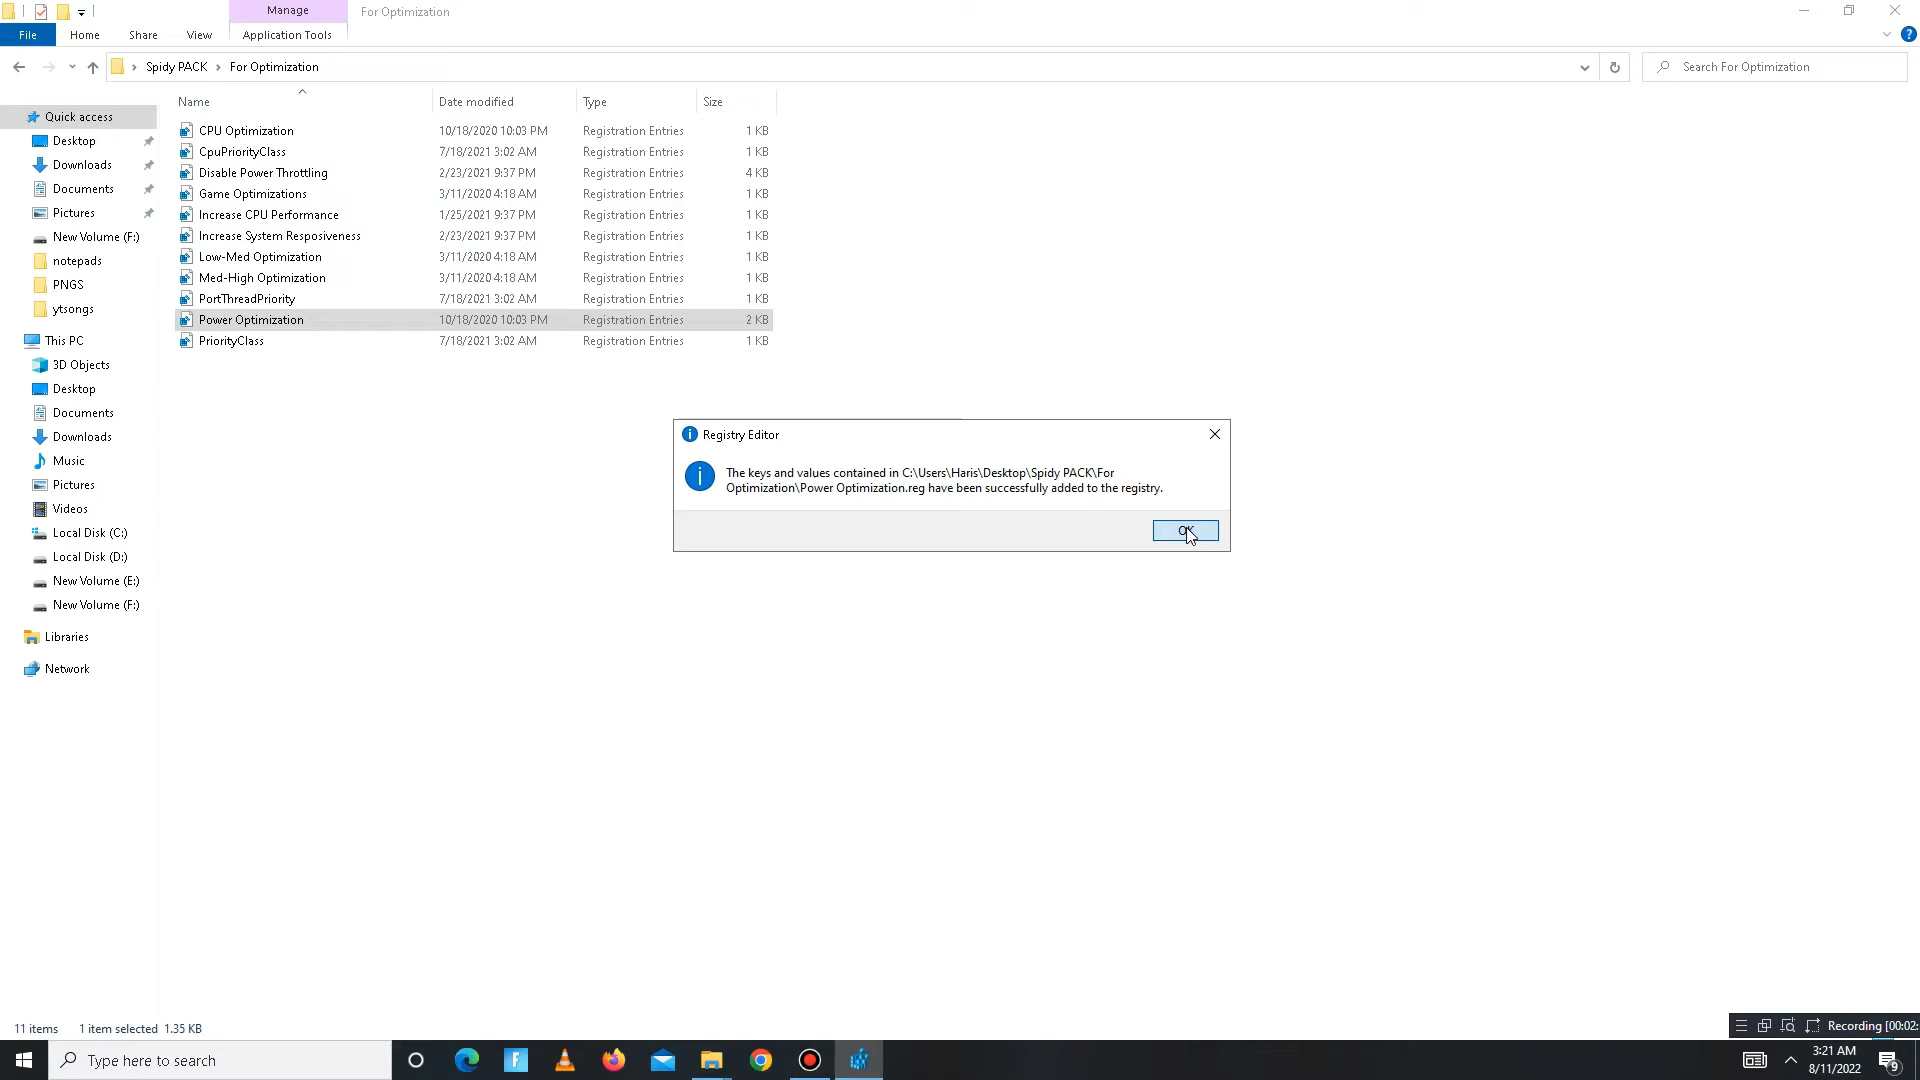 Manage
For Optimization
File
Home
Share
View
Application Tools
Spidy PACK
For Optimization
Search For Optimization
Name
Date modified
Type
Size
CPU Optimization 10/18/2020 10:03 PM Registration Entries 1 KB
CpuPriorityClass 7/18/2021 3:02 AM Registration Entries 1 KB
Disable Power Throttling 2/23/2021 9:37 PM Registration Entries 4 KB
Game Optimizations 3/11/2020 4:18 AM Registration Entries 1 KB
Increase CPU Performance 1/25/2021 9:37 PM Registration Entries 1 KB
Increase System Resposiveness 2/23/2021 9:37 PM Registration Entries 1 KB
Low-Med Optimization 3/11/2020 4:18 AM Registration Entries 1 KB
Med-High Optimization 3/11/2020 4:18 AM Registration Entries 1 KB
PortThreadPriority 7/18/2021 3:02 AM Registration Entries 1 KB
Power Optimization 10/18/2020 10:03 PM Registration Entries 2 KB
PriorityClass 7/18/2021 3:02 AM Registration Entries 1 KB
Quick access
Desktop
Downloads
Documents
Pictures
New Volume (F:)
notepads
PNGS
ytsongs
This PC
3D Objects
Desktop
Documents
Downloads
Music
Pictures
Videos
Local Disk (C:)
Local Disk (D:)
New Volume (E:)
New Volume (F:)
Libraries
Network
Registry Editor
The keys and values contained in C:\Users\Haris\Desktop\Spidy PACK\For
Optimization\Power Optimization.reg have been successfully added to the registry.
OK
11 items 1 item selected 1.35 KB
Recording [00:02:
Type here to search
3:21 AM
8/11/2022
9